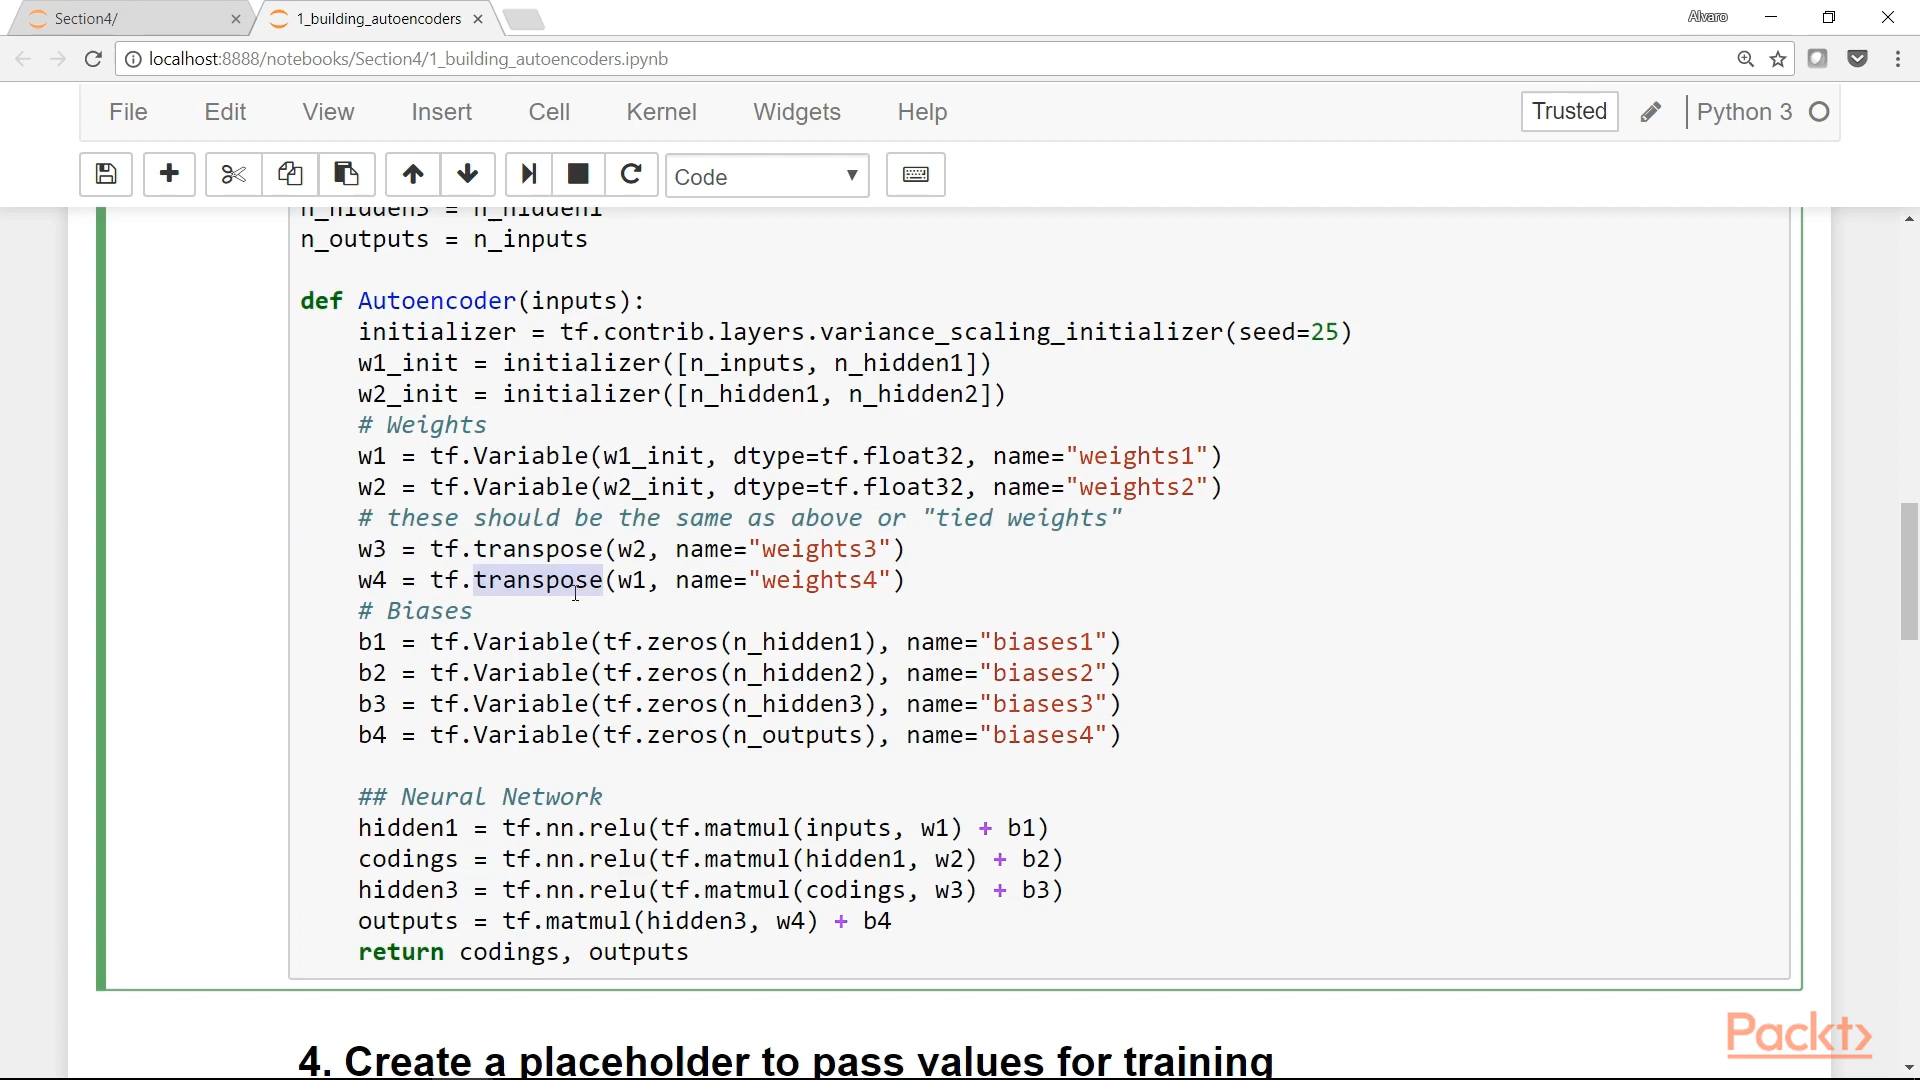 Section4/
1_building_autoencoders
Alvaro
localhost:8888/notebooks/Section4/1_building_autoencoders.ipynb
File Edit View Insert Cell Kernel Widgets Help Trusted Python 3
Code
n_hidden3 = n_hidden1
n_outputs = n_inputs
def Autoencoder(inputs):
initializer = tf.contrib.layers.variance_scaling_initializer(seed=25)
w1_init = initializer([n_inputs, n_hidden1])
w2_init = initializer([n_hidden1, n_hidden2])
# Weights
w1 = tf.Variable(w1_init, dtype=tf.float32, name="weights1")
w2 = tf.Variable(w2_init, dtype=tf.float32, name="weights2")
# these should be the same as above or "tied weights"
w3 = tf.transpose(w2, name="weights3")
w4 = tf.transpose(w1, name="weights4")
# Biases
b1 = tf.Variable(tf.zeros(n_hidden1), name="biases1")
b2 = tf.Variable(tf.zeros(n_hidden2), name="biases2")
b3 = tf.Variable(tf.zeros(n_hidden3), name="biases3")
b4 = tf.Variable(tf.zeros(n_outputs), name="biases4")
## Neural Network
hidden1 = tf.nn.relu(tf.matmul(inputs, w1) + b1)
codings = tf.nn.relu(tf.matmul(hidden1, w2) + b2)
hidden3 = tf.nn.relu(tf.matmul(codings, w3) + b3)
outputs = tf.matmul(hidden3, w4) + b4
return codings, outputs
4. Create a placeholder to pass values for training
Packt>